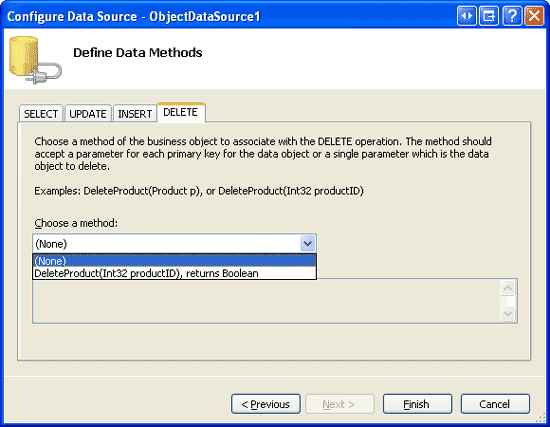 Configure Data Source - ObjectDataSource1
Define Data Methods
SELECT UPDATE INSERT DELETE
Choose a method of the business object to associate with the DELETE operation. The method should
accept a parameter for each primary key for the data object or a single parameter which is the data
object to delete.
Examples: DeleteProduct(Product p), or DeleteProduct(Int32 productID)
Choose a method:
(None)
(None)
DeleteProduct(Int32 productID), returns Boolean
< Previous Next > Finish Cancel